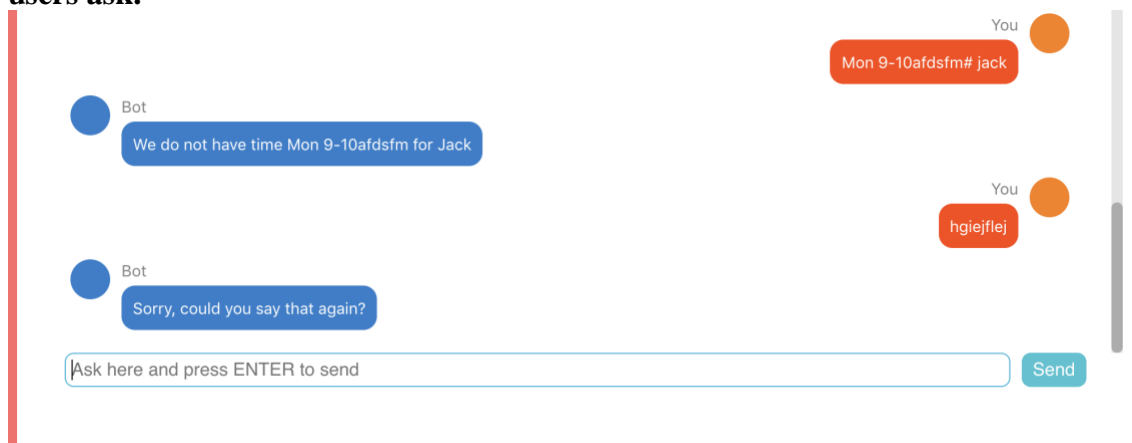 users ask.
You
Mon 9-10afdsfm# jack
Bot
We do not have time Mon 9-10afdsfm for Jack
You
hgiejflej
Bot
Sorry, could you say that again?
Ask here and press ENTER to send
Send